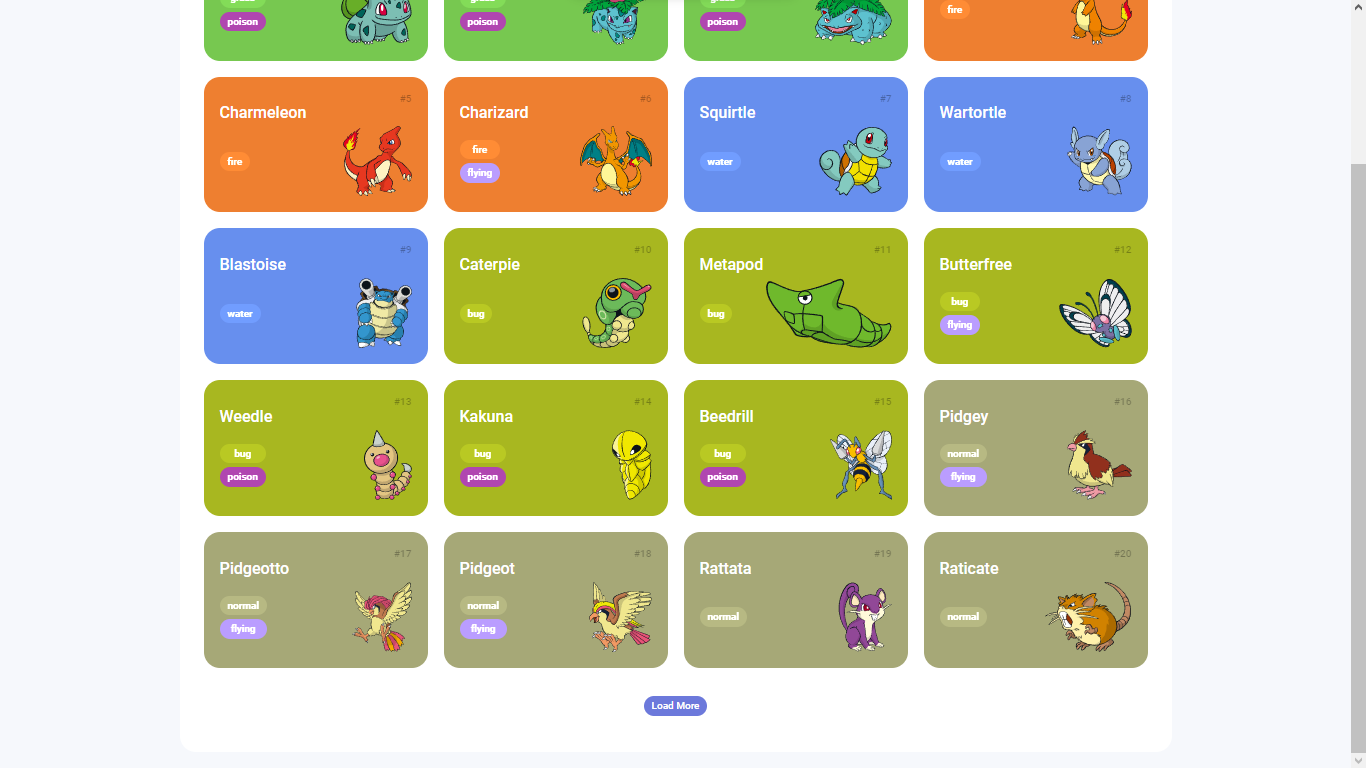 poison
poison
poison
fire
#5
Charmeleon
fire
#6
Charizard
fire
flying
#7
Squirtle
water
#8
Wartortle
water
#9
Blastoise
water
#10
Caterpie
bug
#11
Metapod
bug
#12
Butterfree
bug
flying
#13
Weedle
bug
poison
#14
Kakuna
bug
poison
#15
Beedrill
bug
poison
#16
Pidgey
normal
flying
#17
Pidgeotto
normal
flying
#18
Pidgeot
normal
flying
#19
Rattata
normal
#20
Raticate
normal
Load More